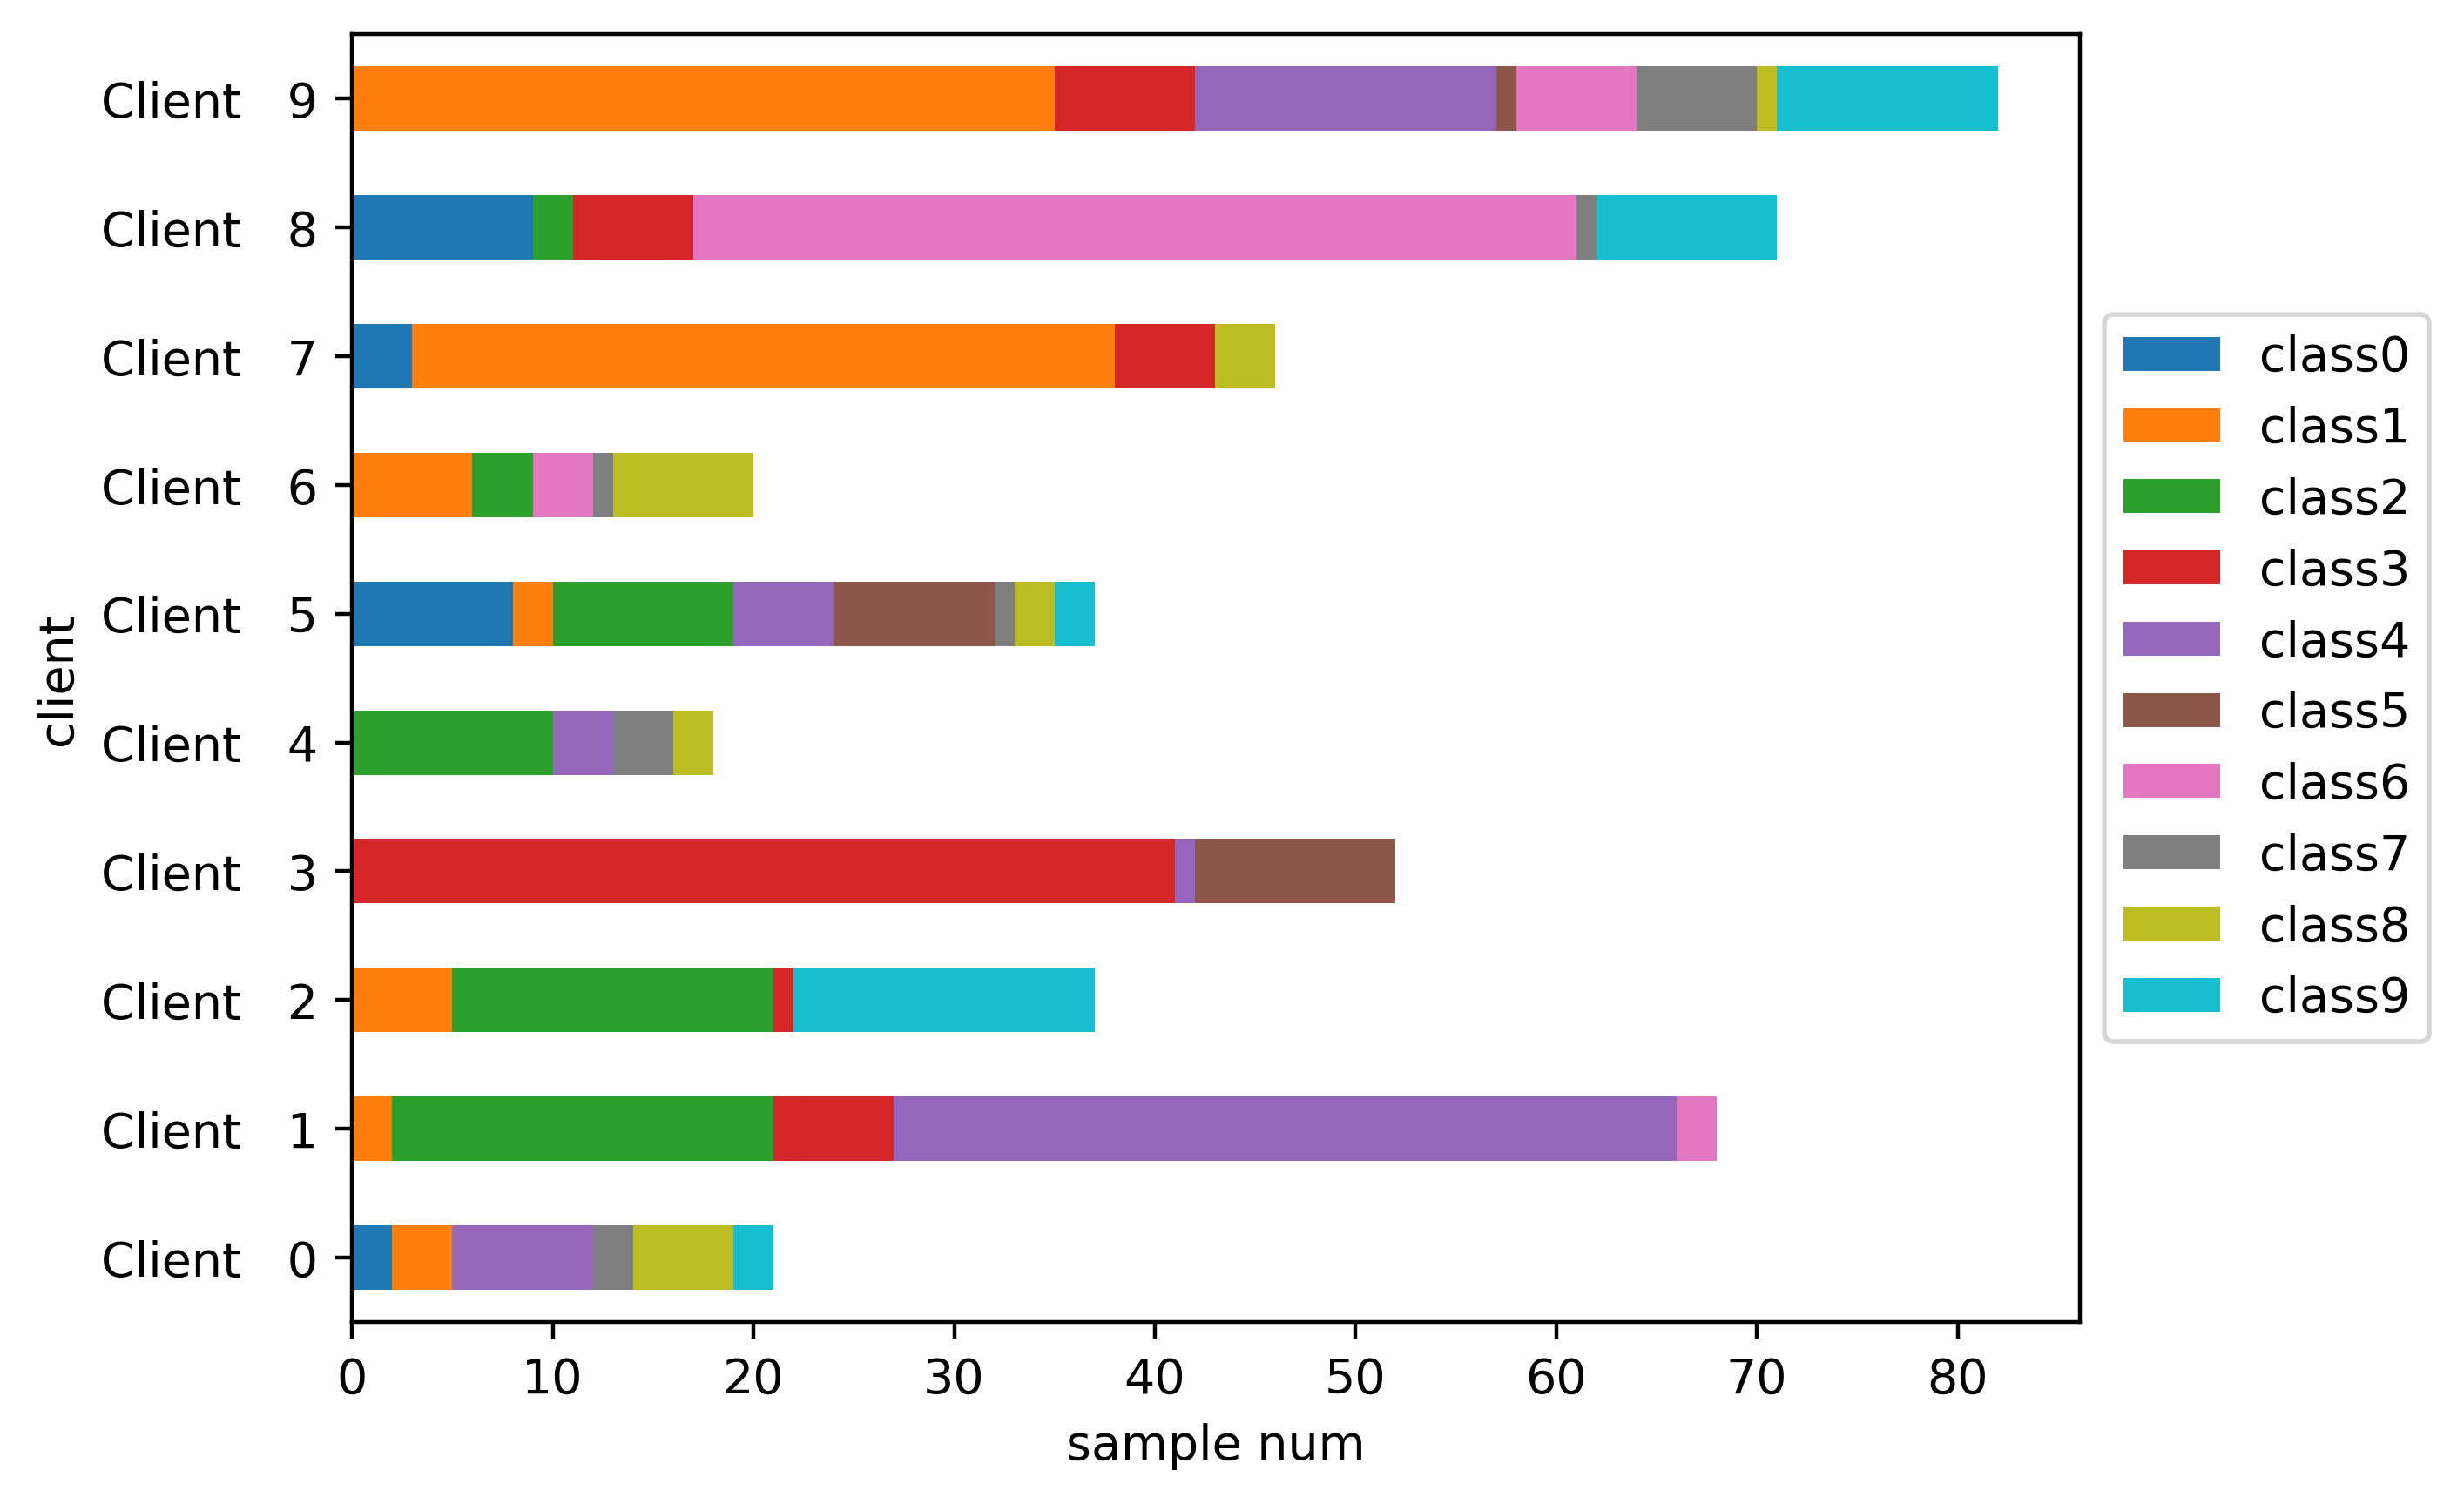 client
Client 9
Client 8
Client 7
Client 6
Client 5
Client 4
Client 3
Client 2
Client 1
Client 0
0 10 20 30 40 50 60 70 80
sample num
class0
class1
class2
class3
class4
class5
class6
class7
class8
class9